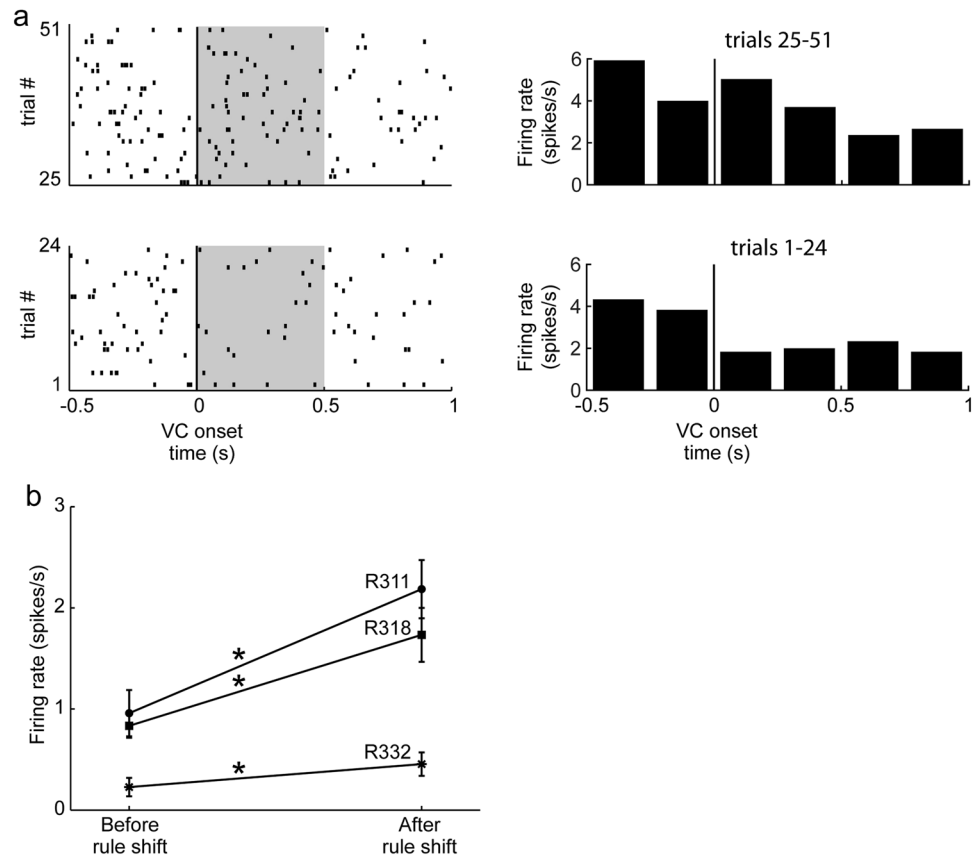 a
51
trial #
25
trials 25-51
6
4
2
0
Firing rate
(spikes/s)
24
trial #
1
-0.5
0
0.5
1
VC onset
time (s)
trials 1-24
6
4
2
0
Firing rate
(spikes/s)
-0.5
0
0.5
1
VC onset
time (s)
b
3
2
1
0
Firing rate (spikes/s)
R311
*
R318
*
R332
*
Before
rule shift
After
rule shift